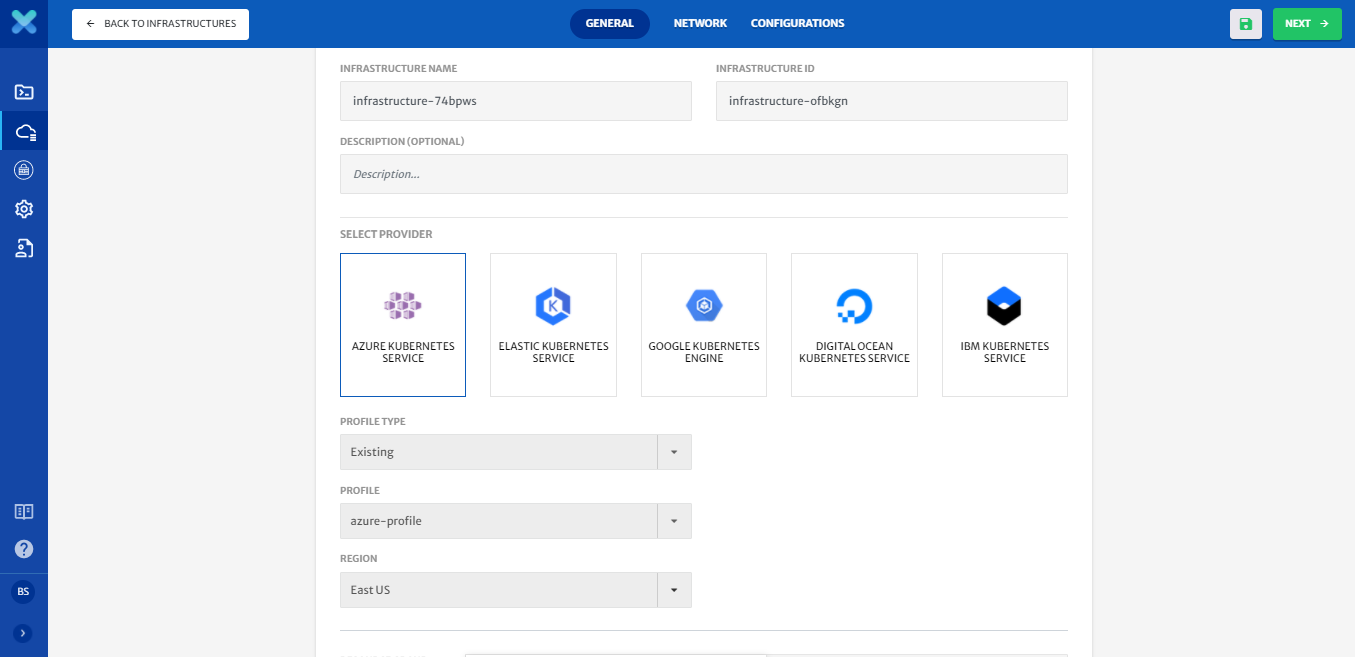 BACK TO INFRASTRUCTURES
GENERAL
NETWORK
CONFIGURATIONS
NEXT
INFRASTRUCTURE NAME
INFRASTRUCTURE ID
infrastructure-74bpws
infrastructure-ofbkgn
DESCRIPTION (OPTIONAL)
Description...
SELECT PROVIDER
AZURE KUBERNETES
SERVICE
ELASTIC KUBERNETES
SERVICE
GOOGLE KUBERNETES
ENGINE
DIGITAL OCEAN
KUBERNETES SERVICE
IBM KUBERNETES
SERVICE
PROFILE TYPE
Existing
PROFILE
azure-profile
REGION
East US
BS